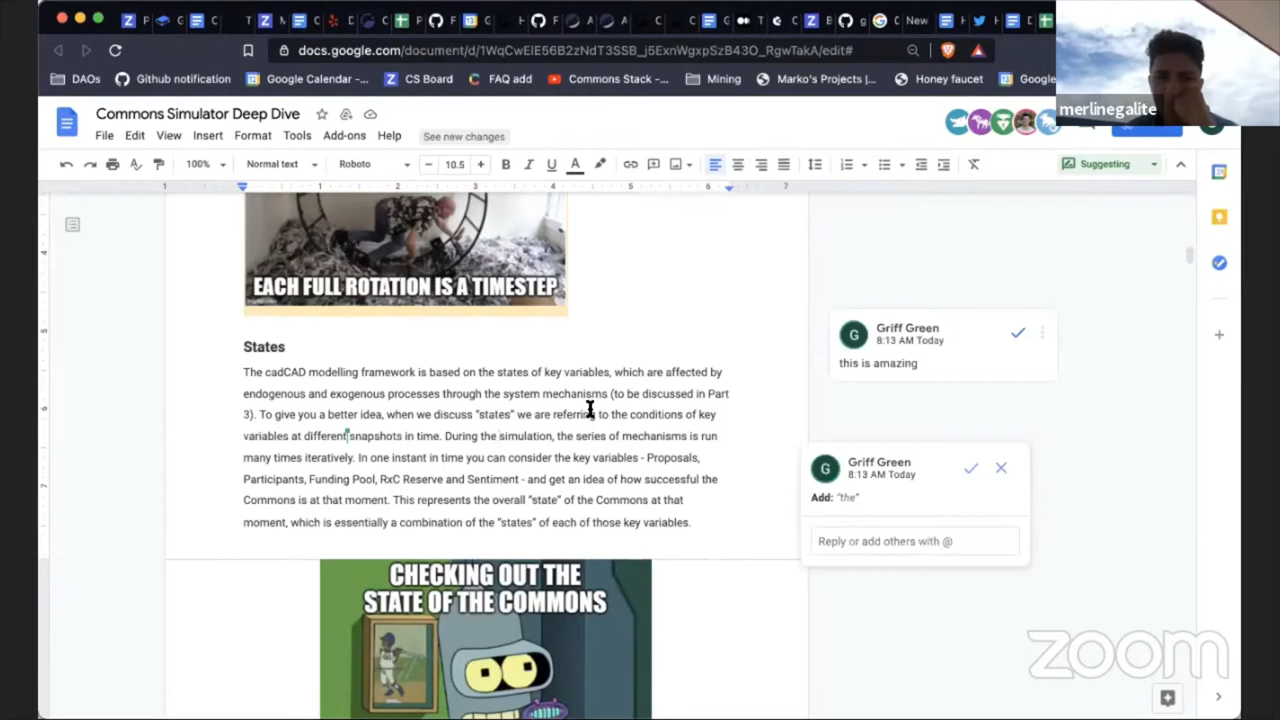 New
docs.google.com/document/d/1WqCwElE56B2zNdT3SSB_j5ExnWgxpSzB43O_RgwTakA/edit#
DAOs
Github notification
Google Calendar -...
CS Board
FAQ add
Commons Stack -...
Mining
Marko's Projects |...
Honey faucet
Google
merlinegalite
Commons Simulator Deep Dive
File Edit View Insert Format Tools Add-ons Help
See new changes
100%
Normal text
Roboto
10.5
Suggesting
1 1 2 3 4 5 6 7
EACH FULL ROTATION IS A TIMESTEP
States
The cadCAD modelling framework is based on the states of key variables, which are affected by
endogenous and exogenous processes through the system mechanisms (to be discussed in Part
3). To give you a better idea, when we discuss "states" we are referring to the conditions of key
variables at different snapshots in time. During the simulation, the series of mechanisms is run
many times iteratively. In one instant in time you can consider the key variables - Proposals,
Participants, Funding Pool, RxC Reserve and Sentiment - and get an idea of how successful the
Commons is at that moment. This represents the overall "state" of the Commons at that
moment, which is essentially a combination of the "states" of each of those key variables.
CHECKING OUT THE
STATE OF THE COMMONS
G
Griff Green
8:13 AM Today
this is amazing
G
Griff Green
8:13 AM Today
Add: "the"
Reply or add others with @
zoom